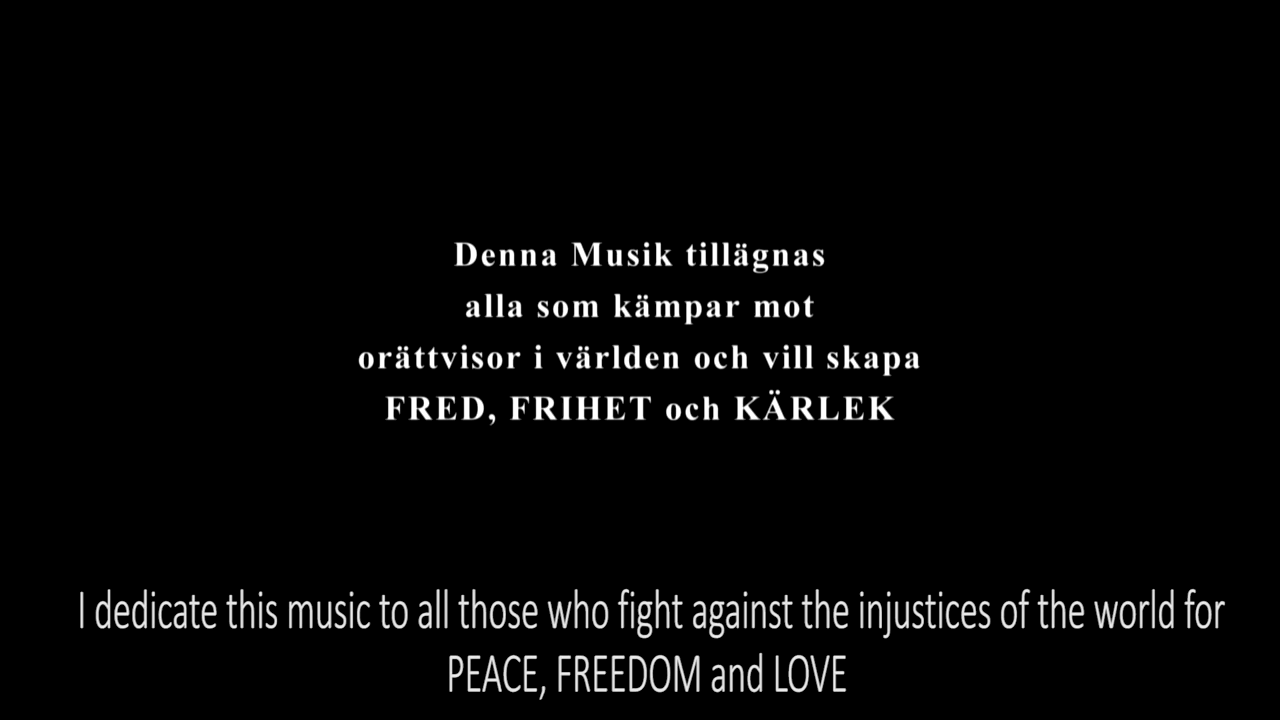 Denna Musik tillägnas
alla som kämpar mot
orättvisor i världen och vill skapa
FRED, FRIHET och KÄRLEK
I dedicate this music to all those who fight against the injustices of the world for
PEACE, FREEDOM and LOVE